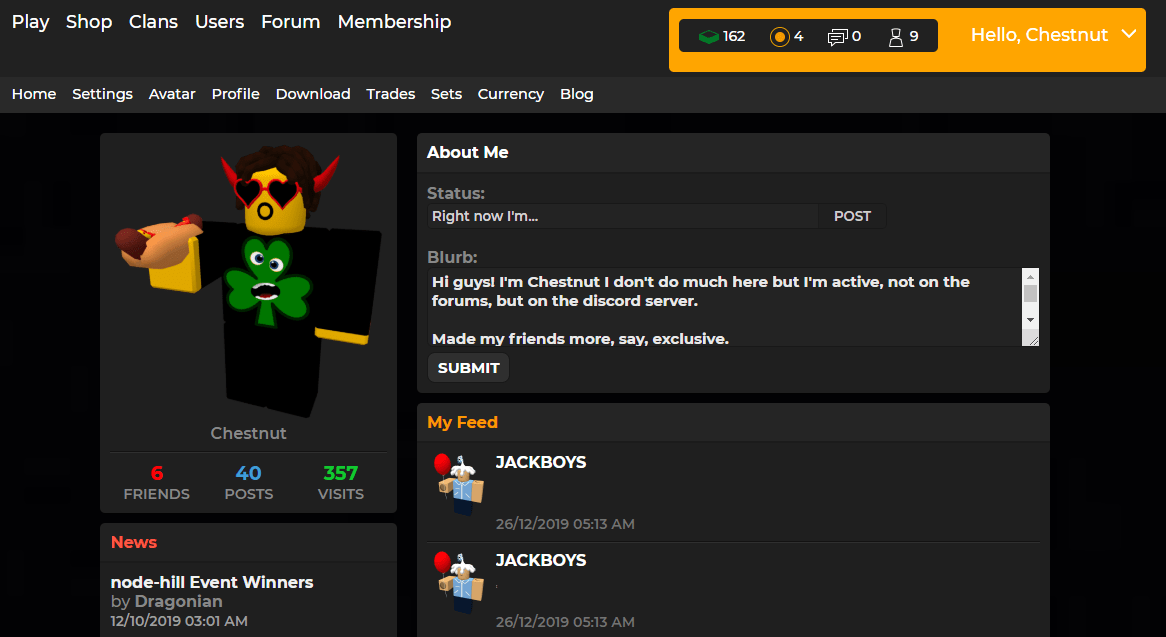 Play Shop Clans Users Forum Membership
162 4 0 9
Hello, Chestnut
Home Settings Avatar Profile Download Trades Sets Currency Blog
Chestnut
6 40 357
FRIENDS POSTS VISITS
News
node-hill Event Winners
by Dragonian
12/10/2019 03:01 AM
About Me
Status:
Right now I'm...
POST
Blurb:
Hi guys! I'm Chestnut I don't do much here but I'm active, not on the
forums, but on the discord server.
Made my friends more, say, exclusive.
SUBMIT
My Feed
JACKBOYS
26/12/2019 05:13 AM
JACKBOYS
.
26/12/2019 05:13 AM